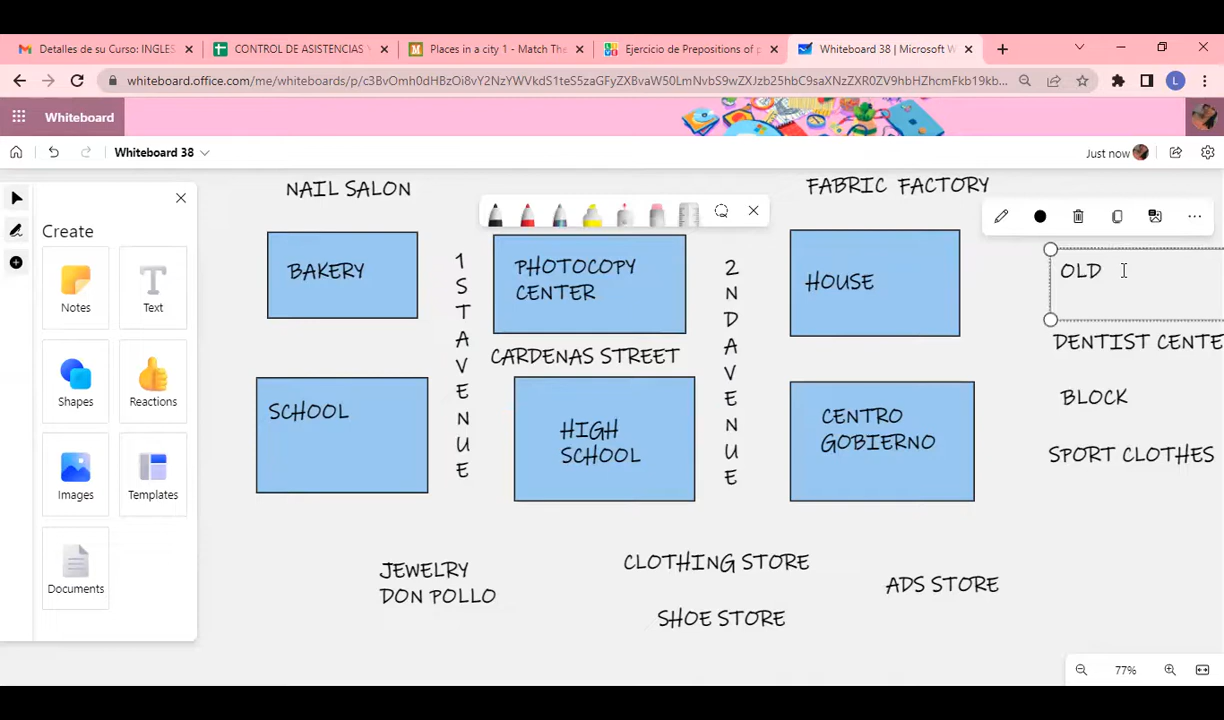 Detalles de su Curso: INGLES
CONTROL DE ASISTENCIAS Y
Places in a city 1 - Match The
Ejercicio de Prepositions of p
Whiteboard 38 | Microsoft W
L
Whiteboard
Whiteboard 38
Just now
Create
Notes
Text
Shapes
Reactions
Images
Templates
Documents
NAIL SALON
FABRIC FACTORY
BAKERY
1
S
T
A
V
E
N
U
E
PHOTOCOPY
CENTER
2
N
D
A
V
E
N
U
E
HOUSE
OLD
DENTIST CENTE
CARDENAS STREET
SCHOOL
HIGH
SCHOOL
CENTRO
GOBIERNO
BLOCK
SPORT CLOTHES
JEWELRY
DON POLLO
CLOTHING STORE
SHOE STORE
ADS STORE
77%